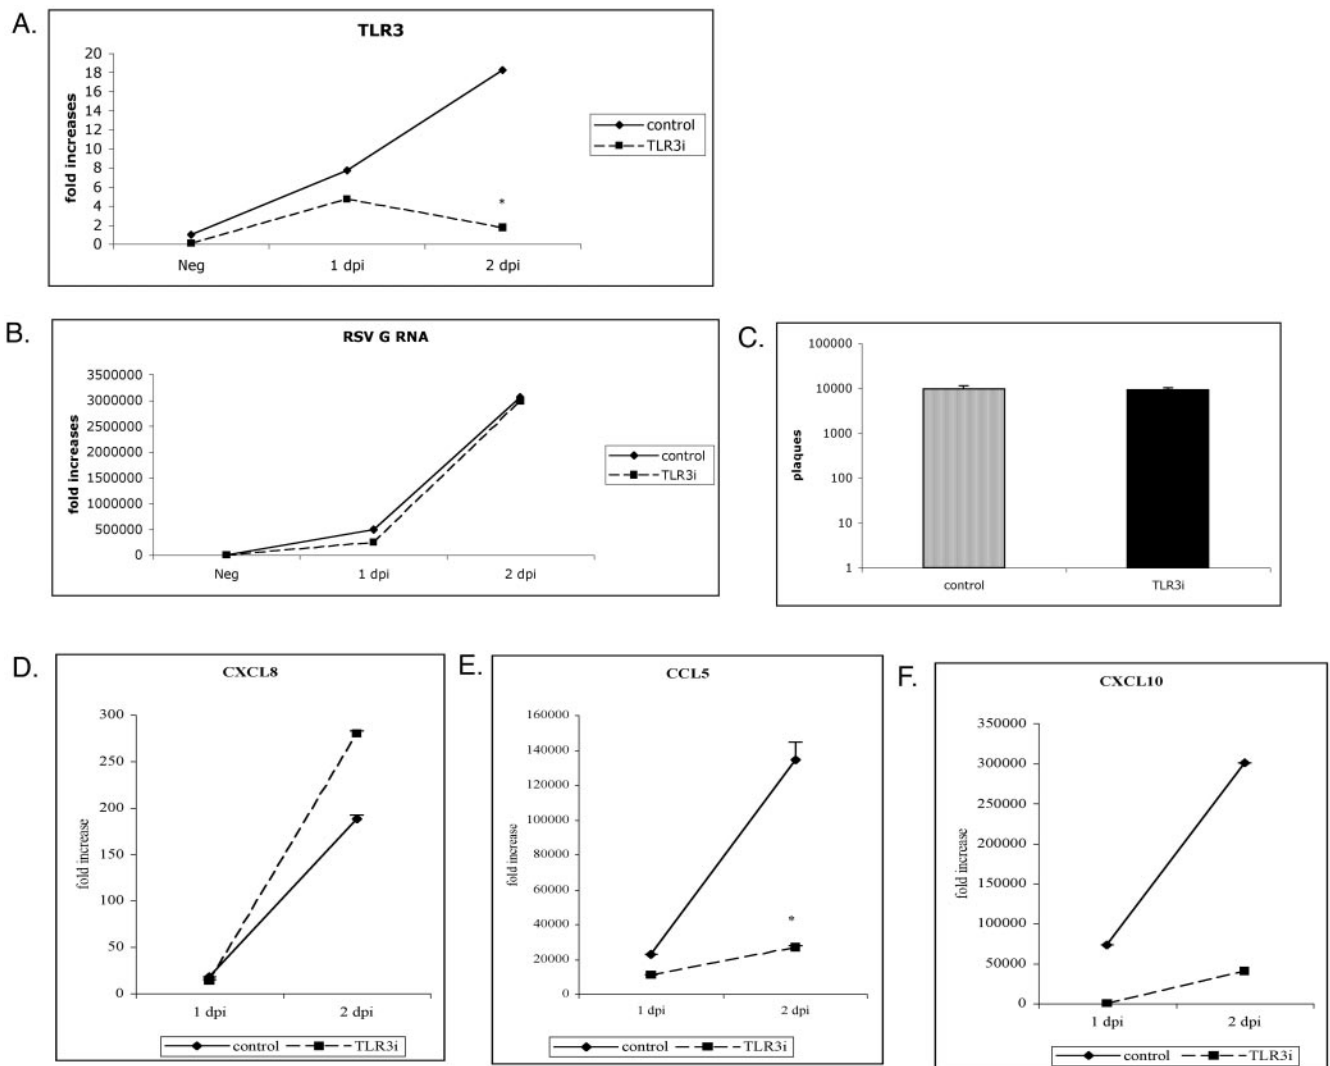 A.
TLR3
fold increases
20
18
16
14
12
10
8
6
4
2
0
Neg 1 dpi 2 dpi
*
control
TLR3i
B.
RSV G RNA
fold increases
3500000
3000000
2500000
2000000
1500000
1000000
500000
0
Neg 1 dpi 2 dpi
control
TLR3i
C.
plaques
100000
10000
1000
100
10
1
control TLR3i
D.
CXCL8
fold increase
300
250
200
150
100
50
0
1 dpi 2 dpi
control TLR3i
E.
CCL5
fold increase
160000
140000
120000
100000
80000
60000
40000
20000
0
*
1 dpi 2 dpi
control TLR3i
F.
CXCL10
fold increase
350000
300000
250000
200000
150000
100000
50000
0
1 dpi 2 dpi
control TLR3i